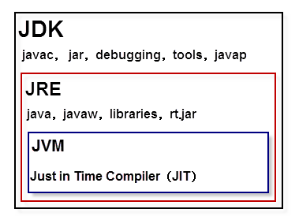 JDK
javac, jar, debugging, tools, javap
JRE
java, javaw, libraries, rt.jar
JVM
Just in Time Compiler (JIT)